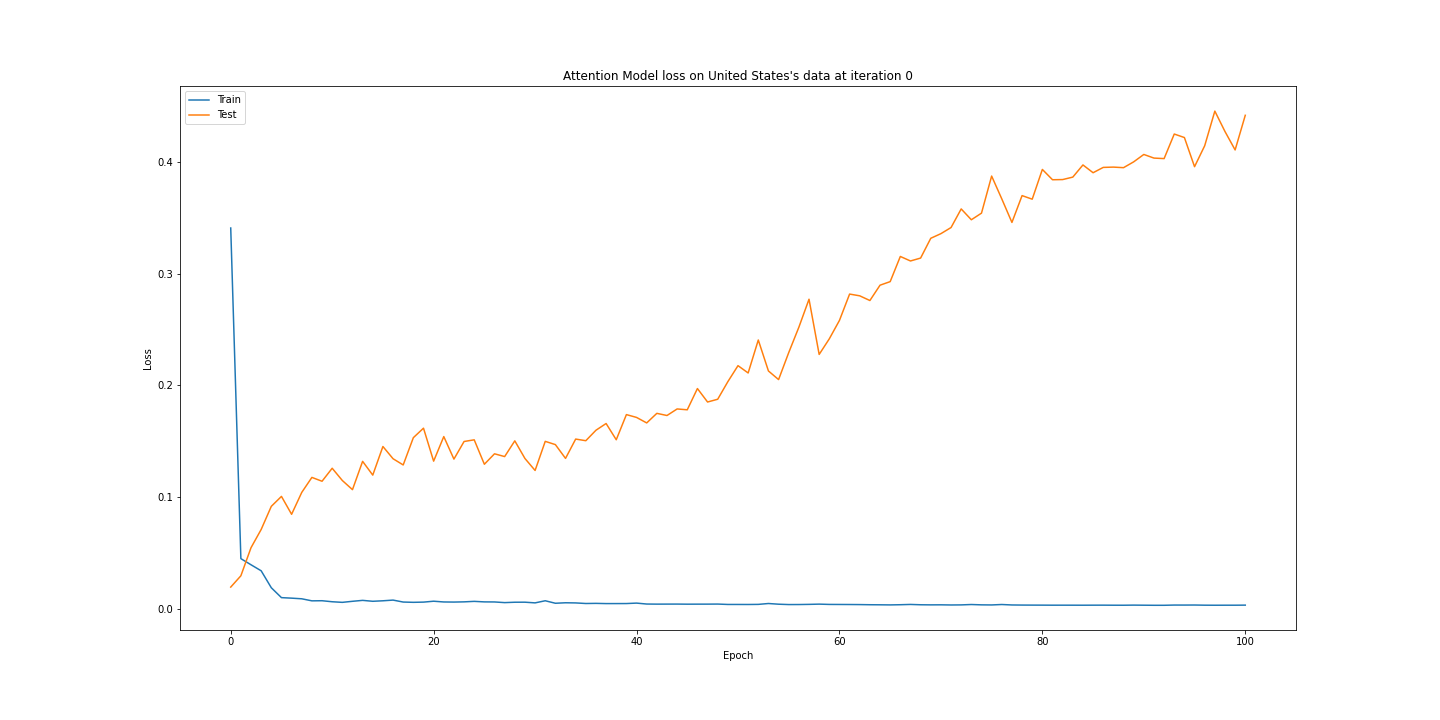 Attention Model loss on United States's data at iteration 0
Train
Test
0.4
0.3
0.2
0.1
0.0
Loss
0 20 40 60 80 100
Epoch